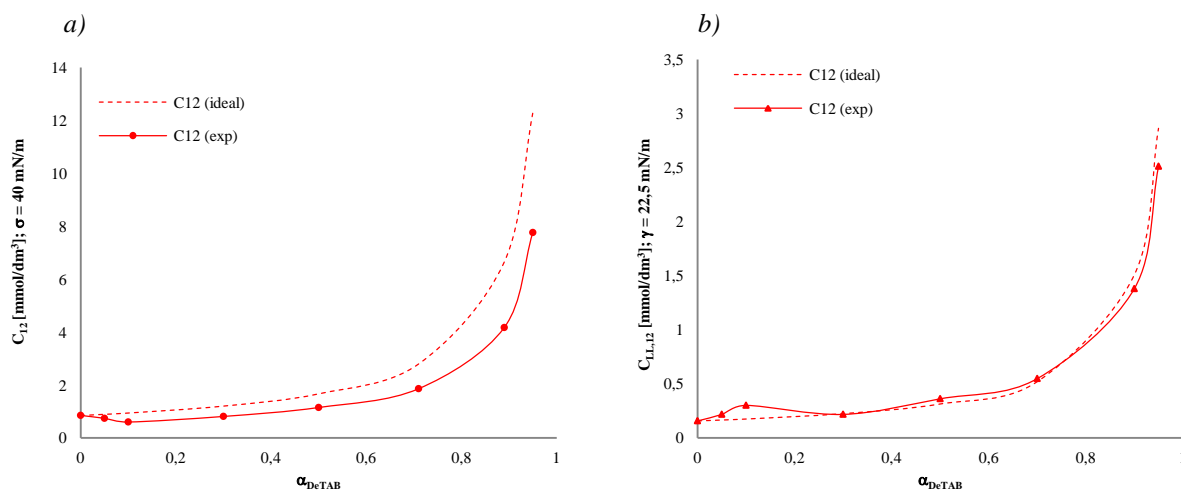 a)
C12 [mmol/dm³]; σ = 40 mN/m
14
12
10
8
6
4
2
0
C12 (ideal)
C12 (exp)
0
0,2
0,4
0,6
0,8
1
αDeTAB
b)
CLL,12 [mmol/dm³]; γ = 22,5 mN/m
3,5
3
2,5
2
1,5
1
0,5
0
C12 (ideal)
C12 (exp)
0
0,2
0,4
0,6
0,8
1
αDeTAB